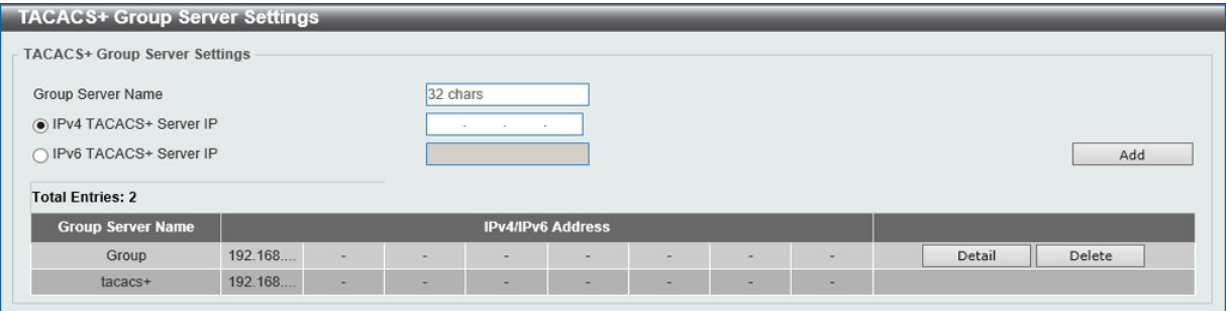 TACACS+ Group Server Settings
TACACS+ Group Server Settings
Group Server Name 32 chars
IPv4 TACACS+ Server IP . . .
IPv6 TACACS+ Server IP Add
Total Entries: 2
Group Server Name IPv4/IPv6 Address
Group 192.168.... - - - - - - - Detail Delete
tacacs+ 192.168.... - - - - - - -